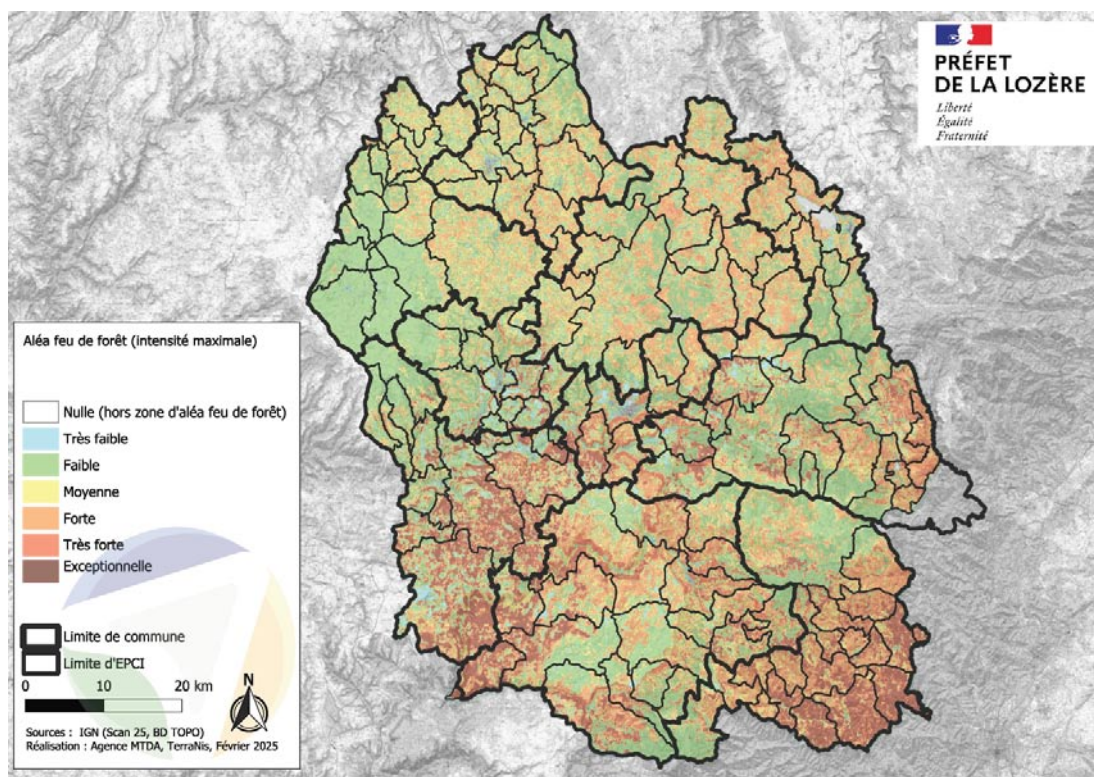 PRÉFET
DE LA LOZÈRE
Liberté
Égalité
Fraternité
Aléa feu de forêt (intensité maximale)
Nulle (hors zone d'aléa feu de forêt)
Très faible
Faible
Moyenne
Forte
Très forte
Exceptionnelle
Limite de commune
Limite d'EPCI
0 10 20 km
N
Sources : IGN (Scan 25, BD TOPO)
Réalisation : Agence MTDA, TerraNis, Février 2025